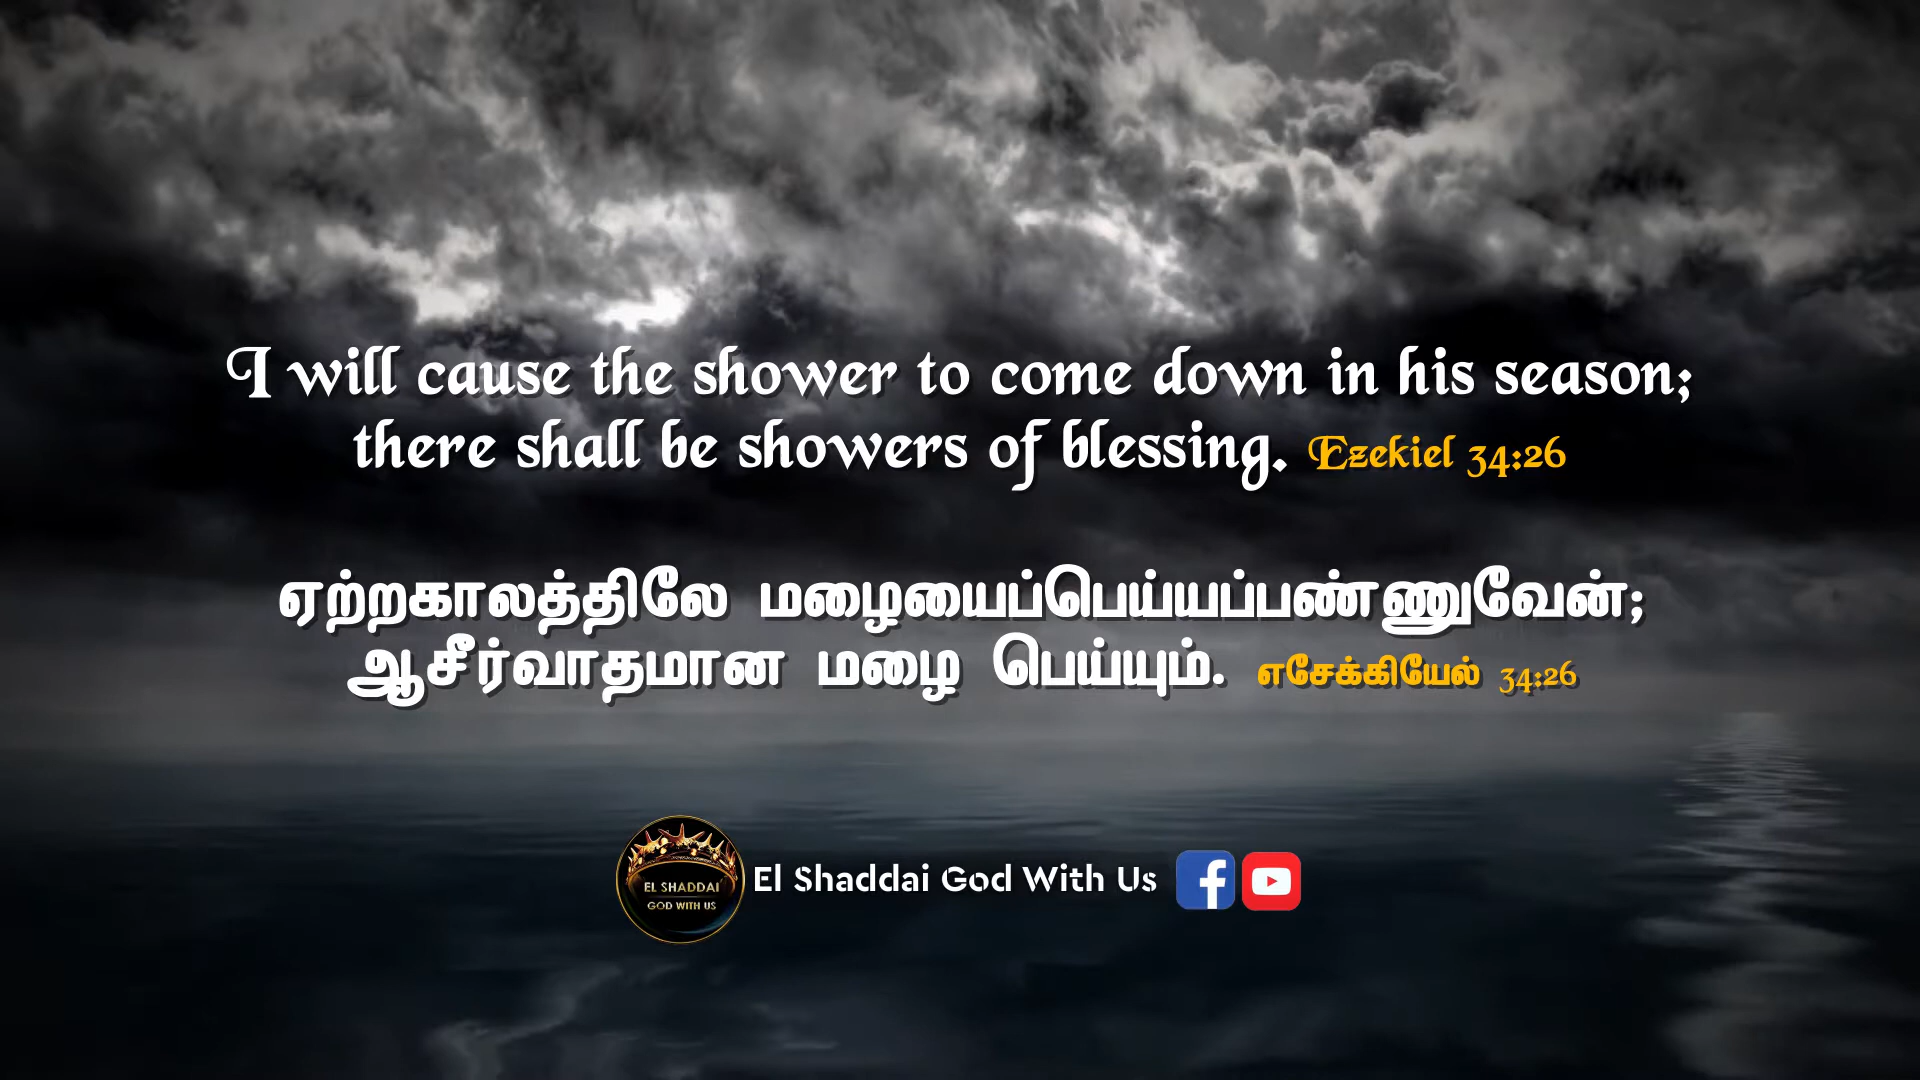 I will cause the shower to come down in his season;
there shall be showers of blessing. Ezekiel 34:26
ஏற்றகாலத்திலே மழையைப்பெய்யப்பண்ணுவேன்;
ஆசீர்வாதமான மழை பெய்யும். எசேக்கியேல் 34:26
EL SHADDAI
GOD WITH US
El Shaddai God With Us